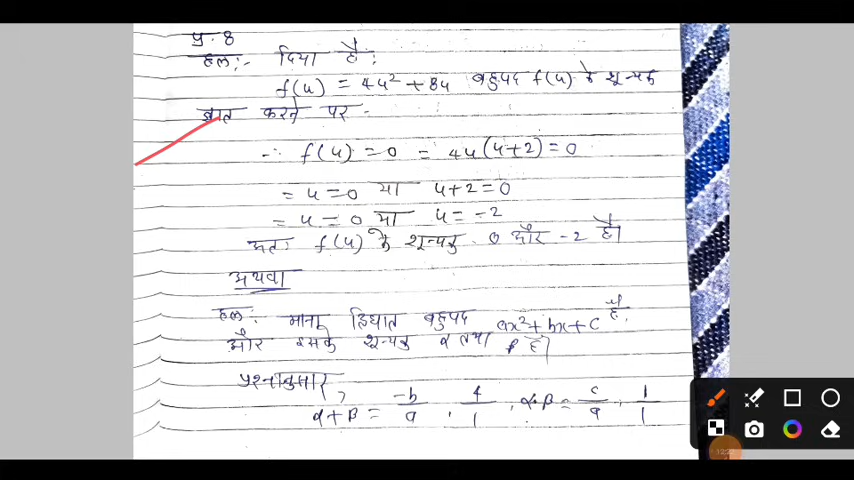 प्र. 8
हल:- दिया है:
f(u) = 4u² + 8u बहुपद f(u) के शून्यक
ज्ञात करने पर -
∴ f(u) = 0 = 4u(u+2) = 0
= u = 0 या u+2 = 0
= u = 0 या u = -2
अतः f(u) के शून्यक 0 और -2 है।
अथवा
हल: माना द्विघात बहुपद ax² + bx + c है
और इसके शून्यक α तथा β है।
प्रश्नानुसार,
α+β = -b/a , 4/1 , α·β = c/a , 1/1
12:22